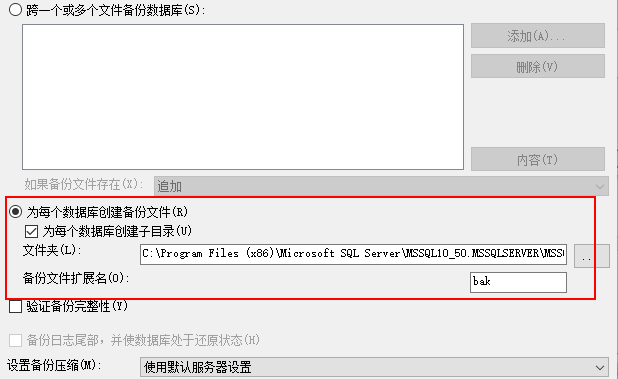 跨一个或多个文件备份数据库(S):
添加(A)...
删除(V)
内容(T)
如果备份文件存在(X): 追加
为每个数据库创建备份文件(R)
为每个数据库创建子目录(U)
文件夹(L): C:\Program Files (x86)\Microsoft SQL Server\MSSQL10_50.MSSQLSERVER\MSS ...
备份文件扩展名(O): bak
验证备份完整性(Y)
备份日志尾部，并使数据库处于还原状态(H)
设置备份压缩(M): 使用默认服务器设置